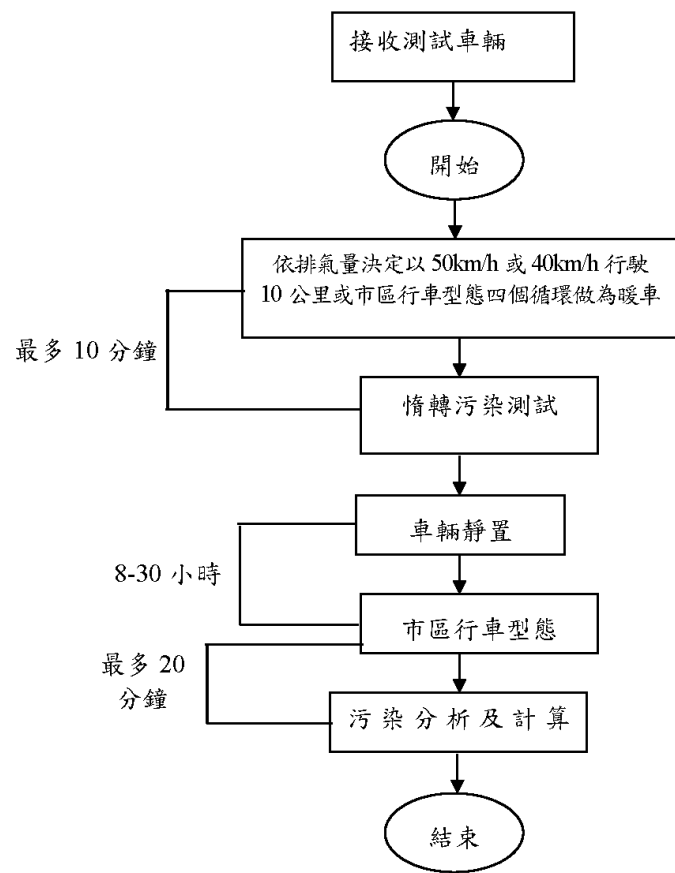 接收測試車輛
開始
依排氣量決定以 50km/h 或 40km/h 行駛
10 公里或市區行車型態四個循環做為暖車
最多 10 分鐘
惰轉污染測試
車輛靜置
8-30 小時
市區行車型態
最多 20
分鐘
污染分析及計算
結束